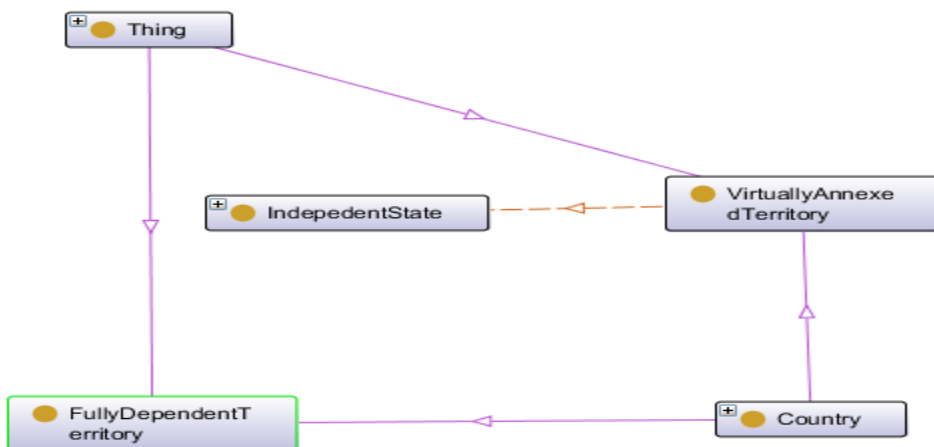 Thing
VirtuallyAnnexe
dTerritory
IndepedentState
FullyDependentT
erritory
Country